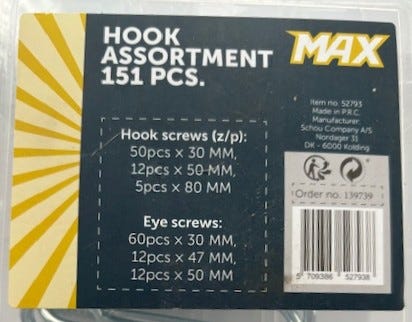 HOOK
ASSORTMENT
151 PCS.
MAX
Item no. 52793
Made in P.R.C.
Manufacturer:
Schou Company A/S
Nordager 31
DK - 6000 Kolding
Hook screws (z/p):
50pcs × 30 MM,
12pcs × 50 MM,
5pcs × 80 MM
Eye screws:
60pcs × 30 MM,
12pcs × 47 MM,
12pcs × 50 MM
Order no. 139739
5 709386 527938